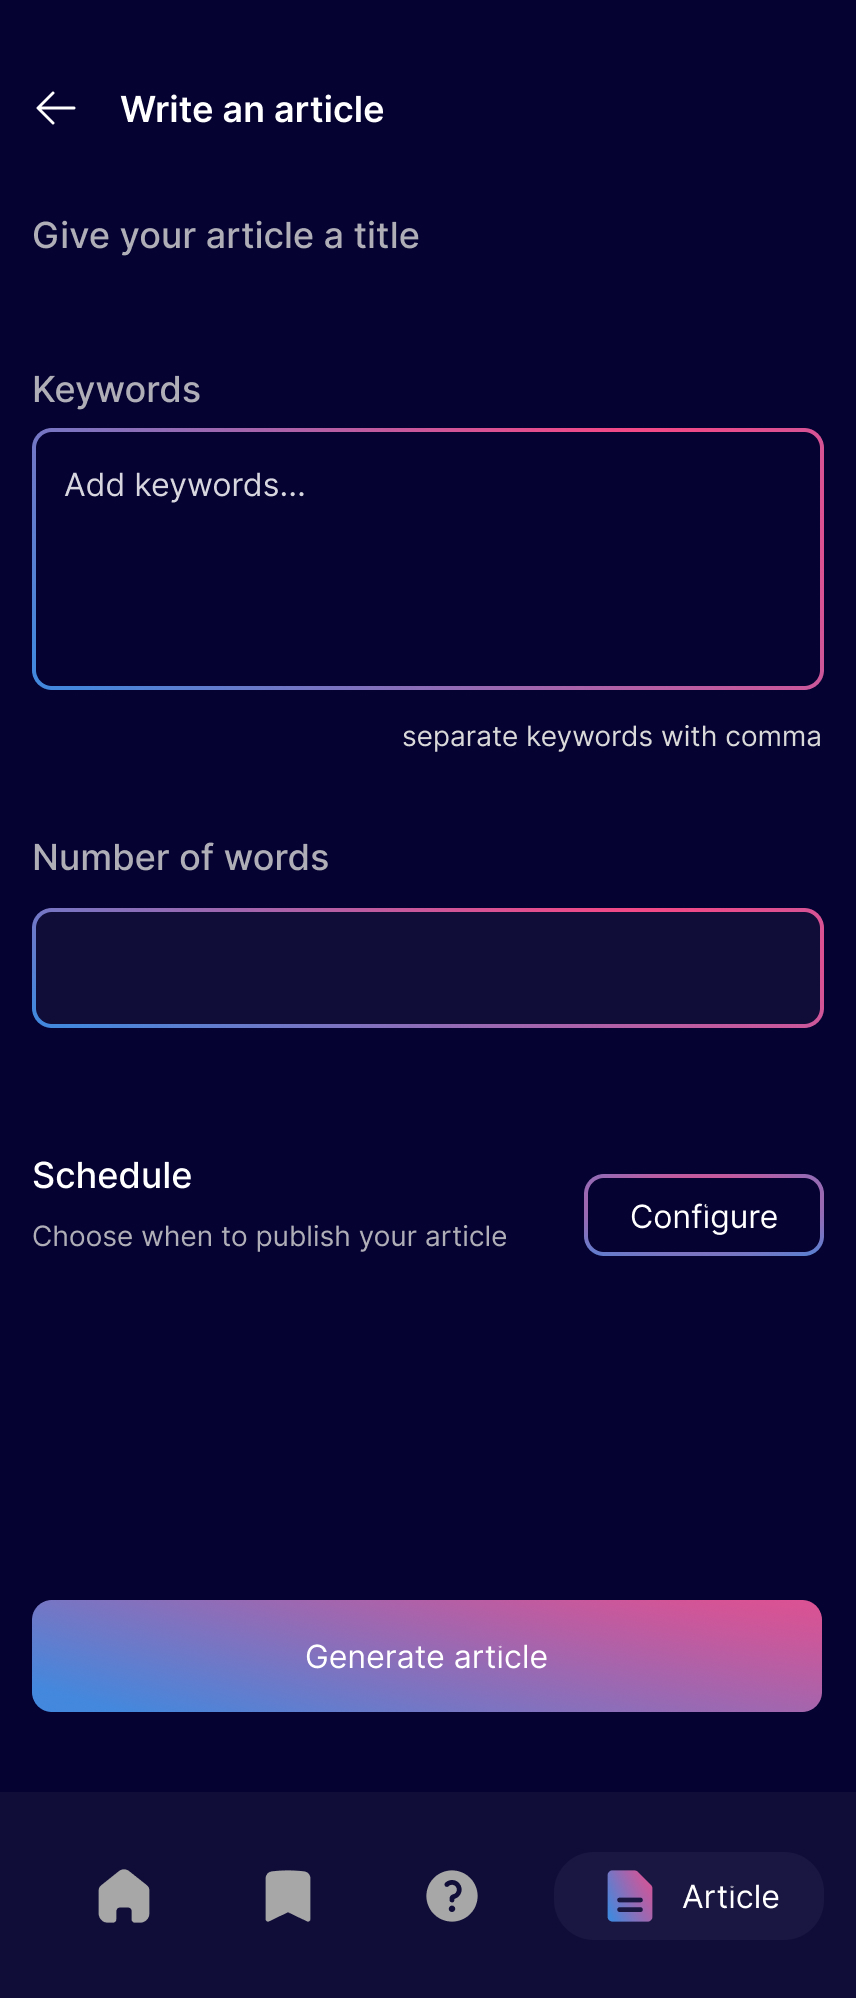 Write an article
Give your article a title
Keywords
Add keywords...
separate keywords with comma
Number of words
Schedule
Choose when to publish your article
Configure
Generate article
Article